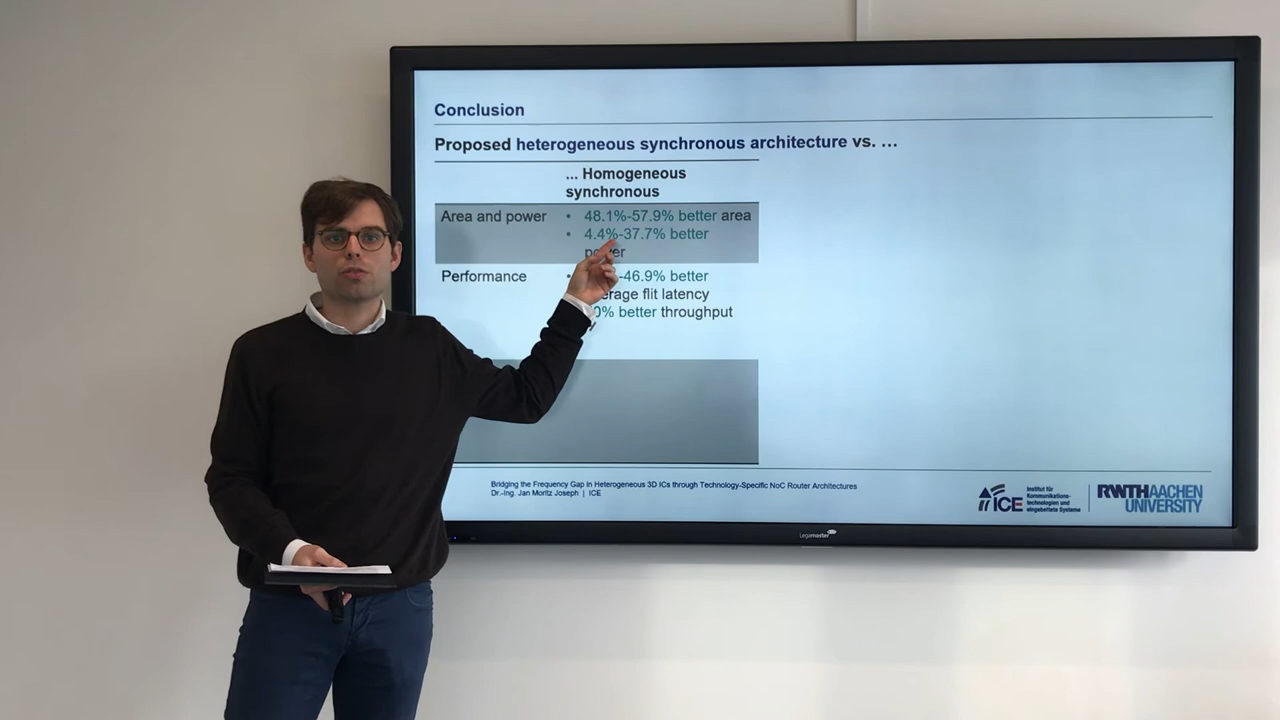 Conclusion
Proposed heterogeneous synchronous architecture vs. …
... Homogeneous
synchronous
Area and power
• 48.1%-57.9% better area
• 4.4%-37.7% better
Performance
-46.9% better
flit latency
0% better throughput
Bridging the Frequency Gap in Heterogeneous 3D ICs through Technology-Specific NoC Router Architectures
Dr.-Ing. Jan Moritz Joseph | ICE
ICE
Institut für
Kommunikations-
technologien und
eingebettete Systeme
RWTH AACHEN
UNIVERSITY
Legamaster